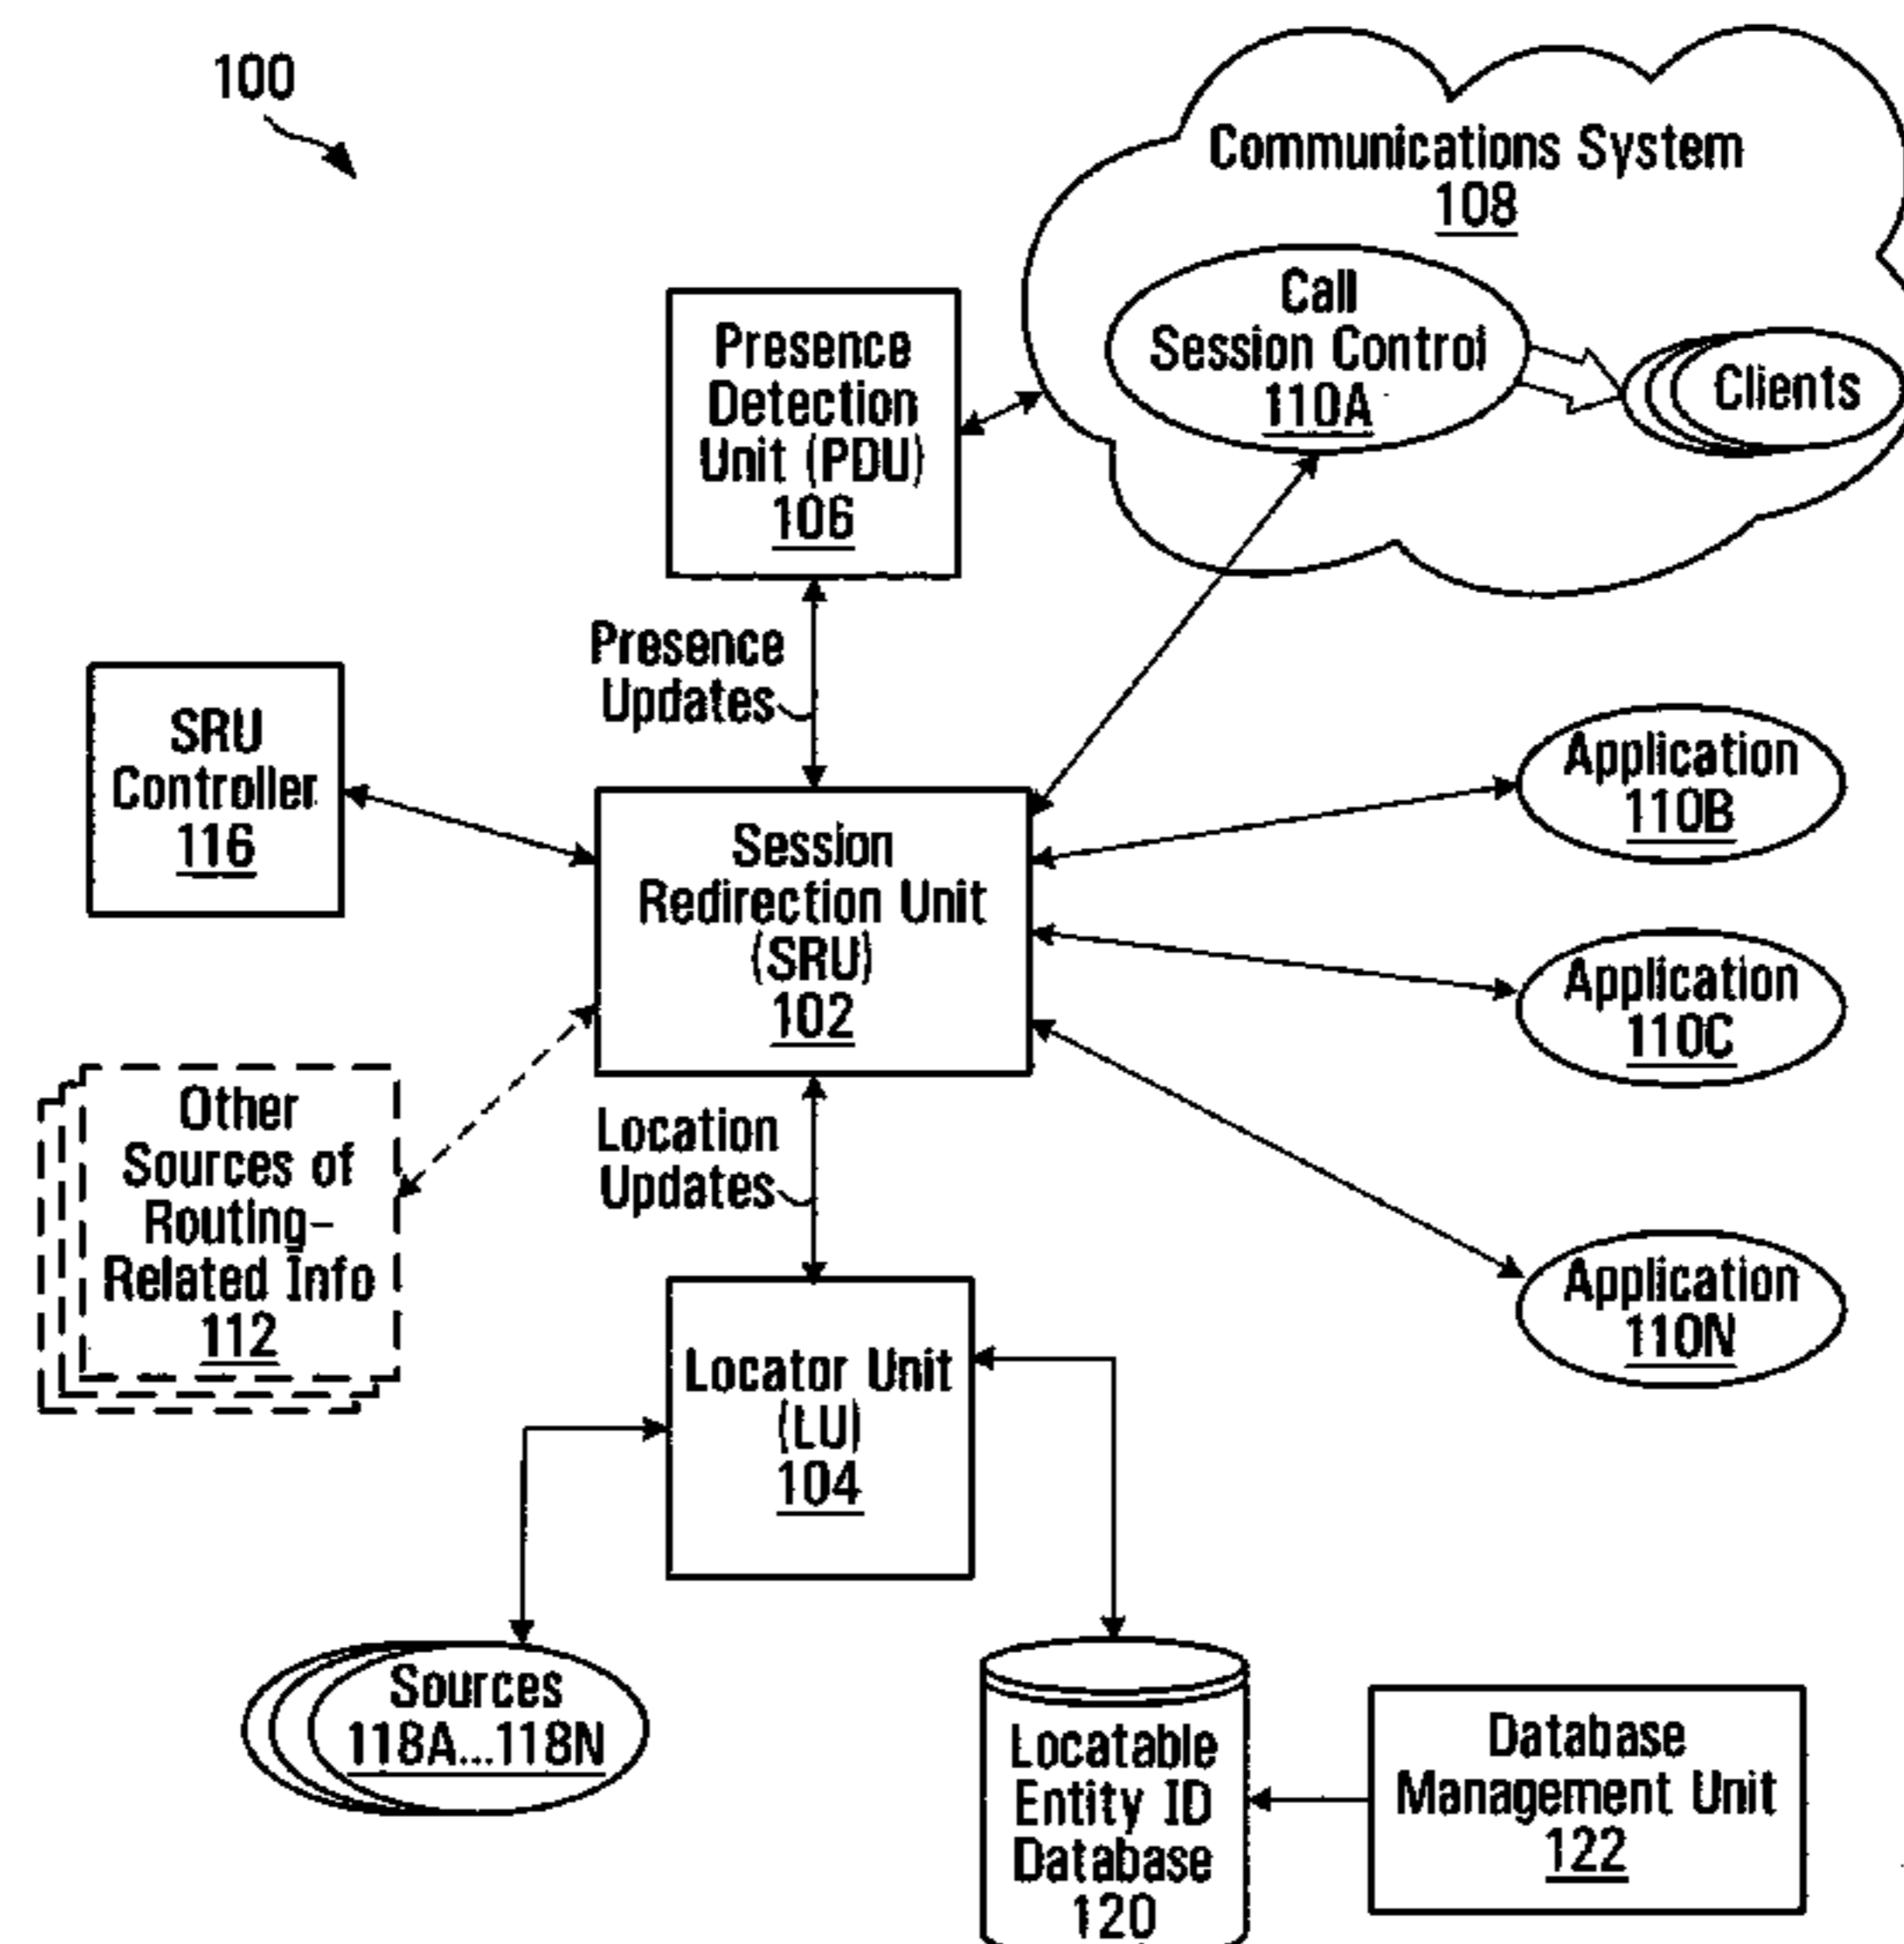 100
Communications System
108
Call
Session Control
110A
Clients
Presence
Detection
Unit (PDU)
106
Presence
Updates
SRU
Controller
116
Session
Redirection Unit
(SRU)
102
Application
110B
Application
110C
Application
110N
Other
Sources of
Routing-
Related Info
112
Location
Updates
Locator Unit
(LU)
104
Sources
118A...118N
Locatable
Entity ID
Database
120
Database
Management Unit
122